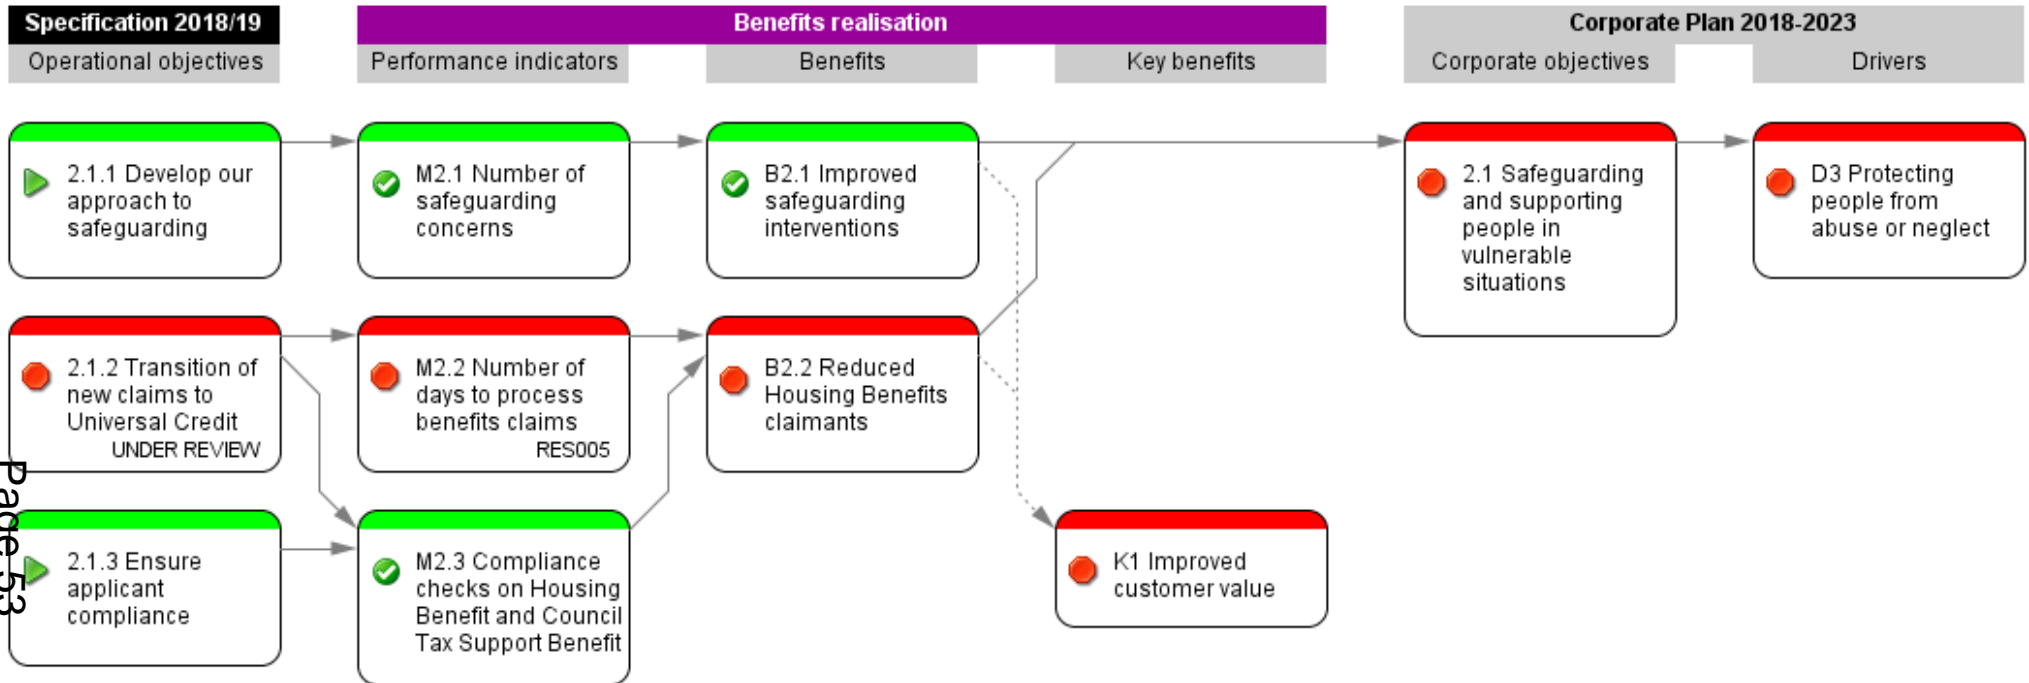 Specification 2018/19
Benefits realisation
Corporate Plan 2018-2023
Operational objectives
Performance indicators
Benefits
Key benefits
Corporate objectives
Drivers
2.1.1 Develop our
approach to
safeguarding
M2.1 Number of
safeguarding
concerns
B2.1 Improved
safeguarding
interventions
2.1 Safeguarding
and supporting
people in
vulnerable
situations
D3 Protecting
people from
abuse or neglect
2.1.2 Transition of
new claims to
Universal Credit
UNDER REVIEW
M2.2 Number of
days to process
benefits claims
RES005
B2.2 Reduced
Housing Benefits
claimants
2.1.3 Ensure
applicant
compliance
M2.3 Compliance
checks on Housing
Benefit and Council
Tax Support Benefit
K1 Improved
customer value
Page 53